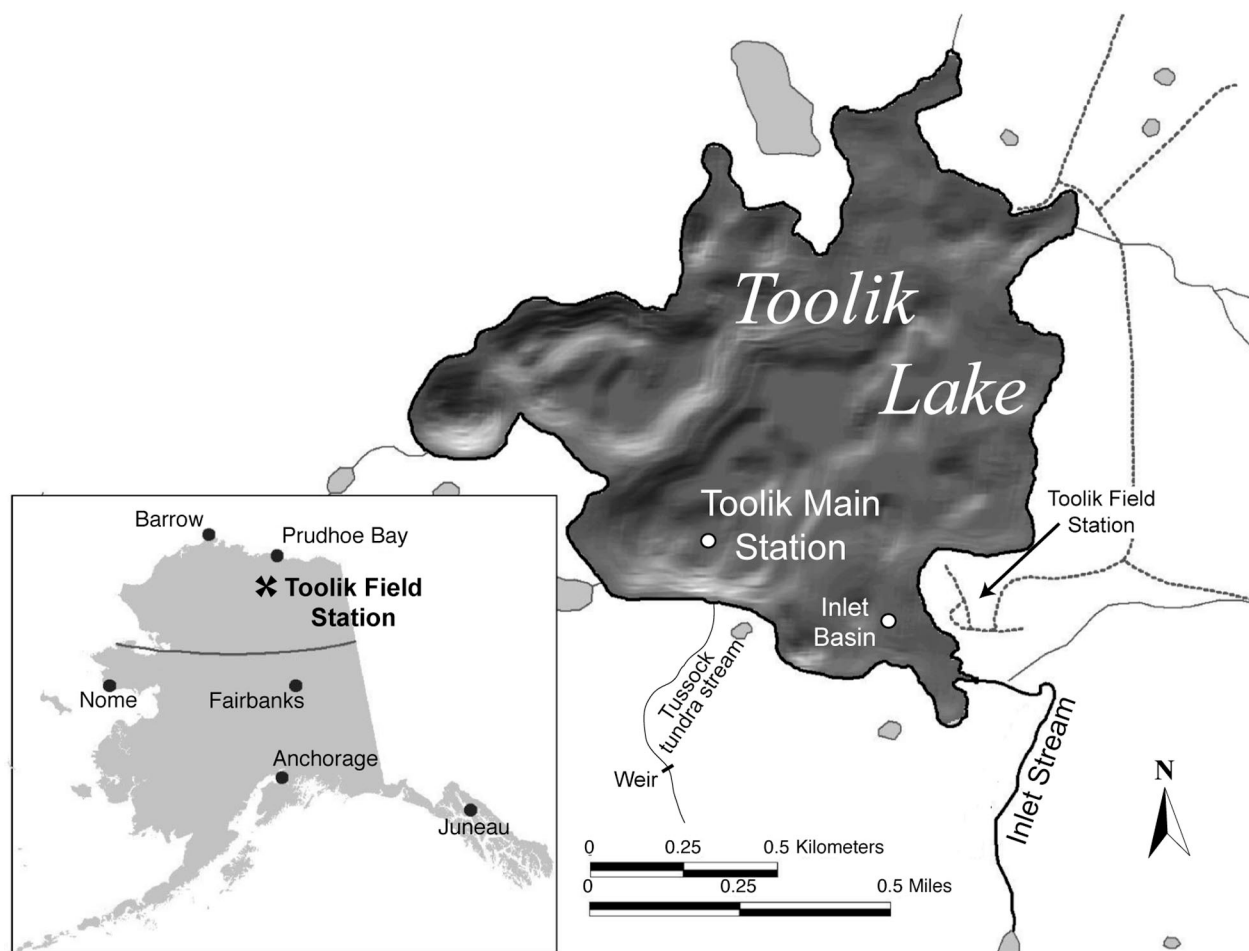 Toolik
Lake
Toolik Main
Station
Toolik Field
Station
Inlet
Basin
Tussock
tundra stream
Weir
Inlet Stream
N
0 0.25 0.5 Kilometers
0 0.25 0.5 Miles
Barrow
Prudhoe Bay
Toolik Field
Station
Nome
Fairbanks
Anchorage
Juneau